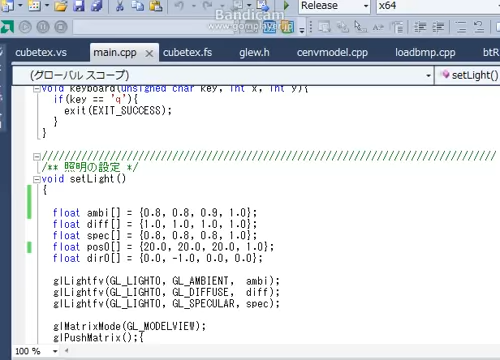 Bandicam
www.gomplayer.jp
Release
x64
cubetex.vs main.cpp cubetex.fs glew.h cenvmodel.cpp loadbmp.cpp btR
(グローバル スコープ) setLight()
void keyboard(unsigned char key, int x, int y){
if(key == 'q'){
exit(EXIT_SUCCESS);
}
}
/** 照明の設定 */
void setLight()
{
float ambi[] = {0.8, 0.8, 0.9, 1.0};
float diff[] = {1.0, 1.0, 1.0, 1.0};
float spec[] = {0.8, 0.8, 0.8, 1.0};
float pos0[] = {20.0, 20.0, 20.0, 1.0};
float dir0[] = {0.0, -1.0, 0.0, 0.0};
glLightfv(GL_LIGHT0, GL_AMBIENT, ambi);
glLightfv(GL_LIGHT0, GL_DIFFUSE, diff);
glLightfv(GL_LIGHT0, GL_SPECULAR, spec);
glMatrixMode(GL_MODELVIEW);
glPushMatrix();{
100 %